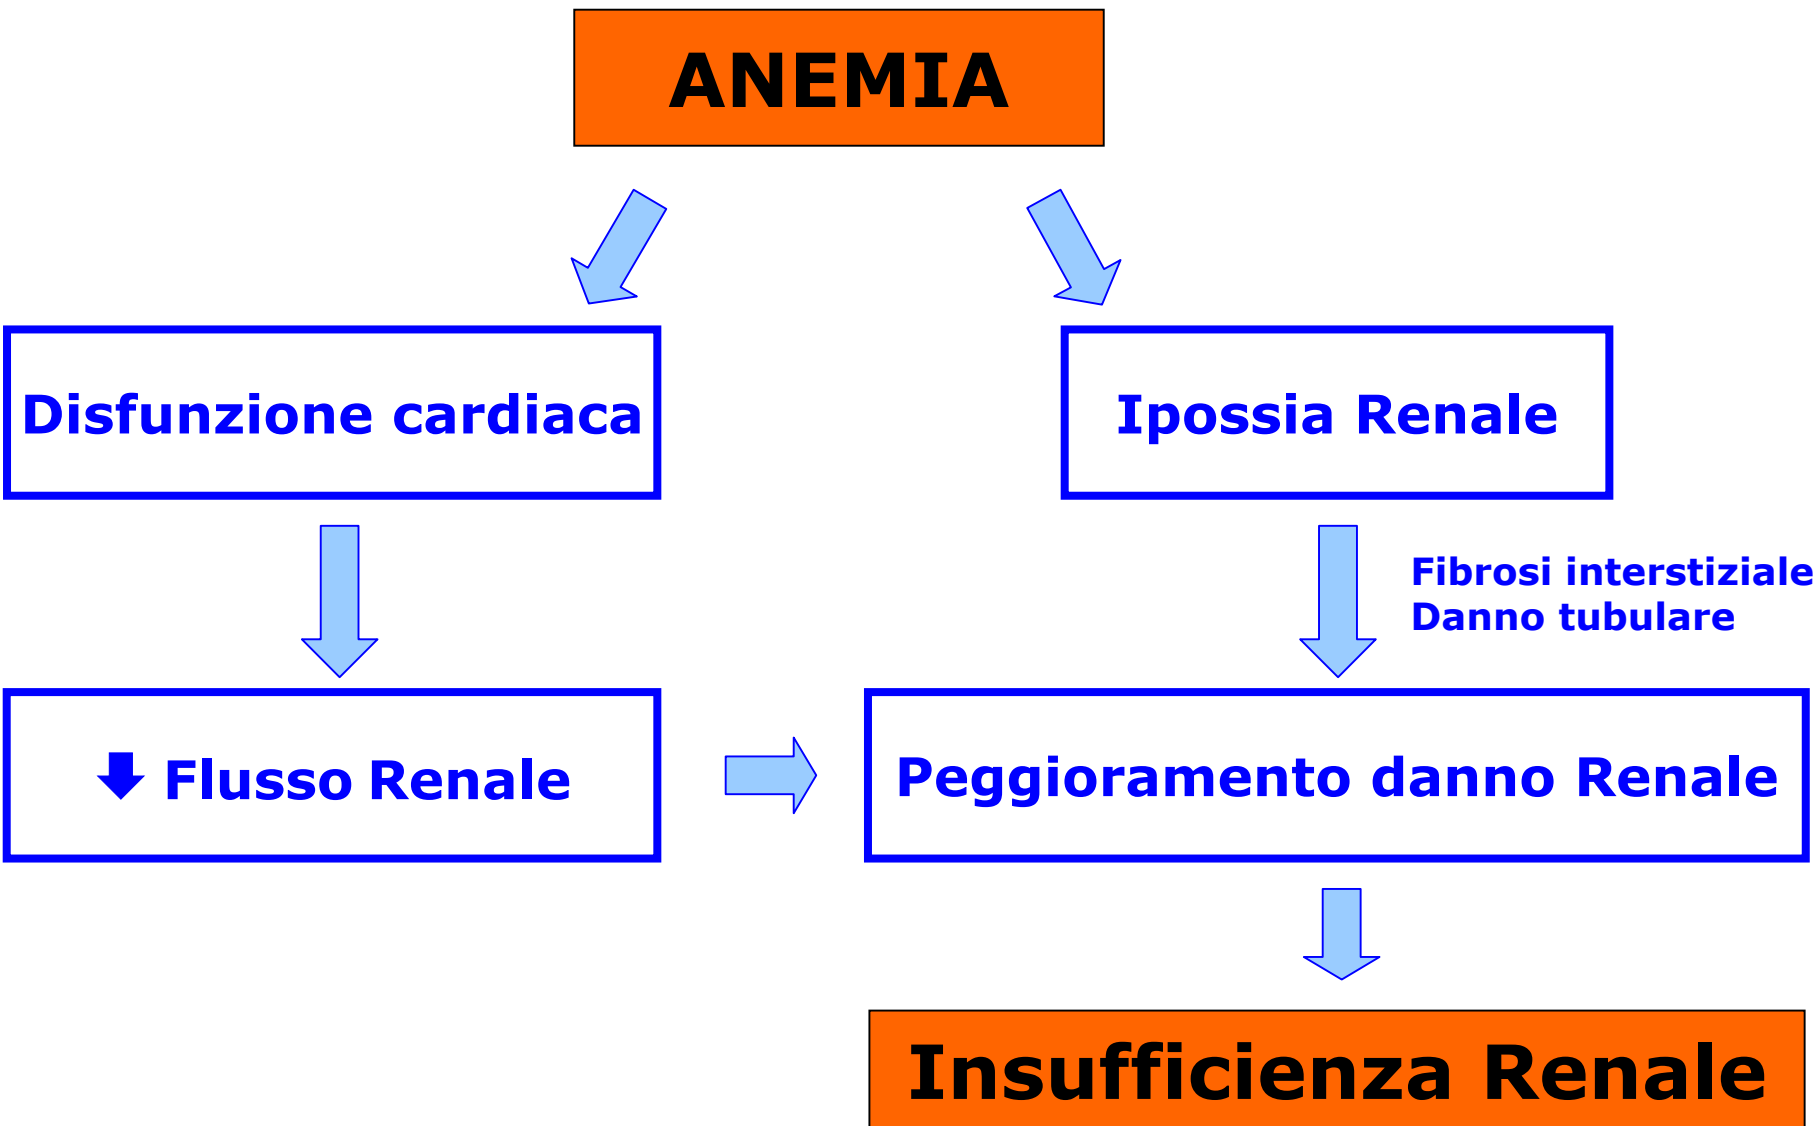 ANEMIA
Disfunzione cardiaca
Ipossia Renale
Fibrosi interstiziale
Danno tubulare
Flusso Renale
Peggioramento danno Renale
Insufficienza Renale